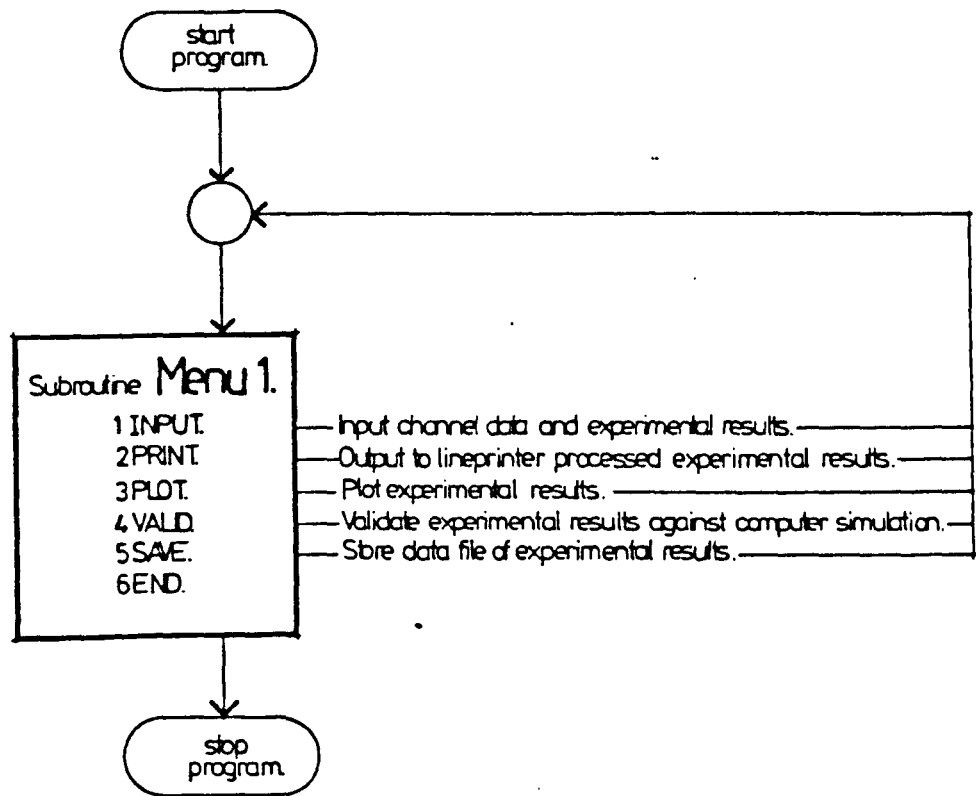 start
program.
Subroutine Menu 1.
1 INPUT. Input channel data and experimental results.
2 PRINT. Output to lineprinter processed experimental results.
3 PLOT. Plot experimental results.
4 VALID. Validate experimental results against computer simulation.
5 SAVE. Store data file of experimental results.
6 END.
stop
program.